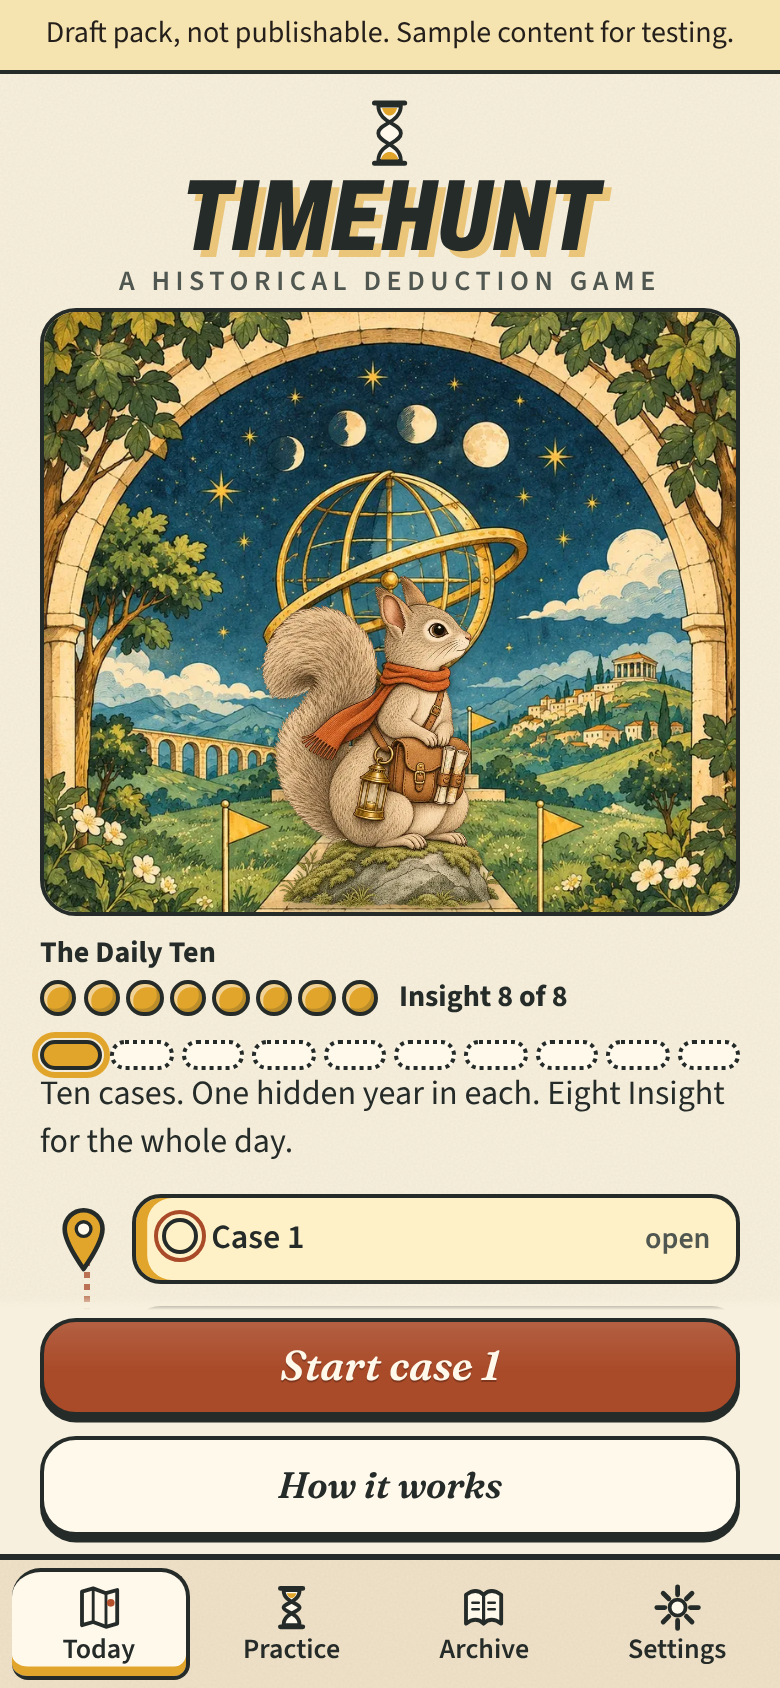 Draft pack, not publishable. Sample content for testing.
TIMEHUNT
A HISTORICAL DEDUCTION GAME
The Daily Ten
Insight 8 of 8
Ten cases. One hidden year in each. Eight Insight
for the whole day.
Case 1 open
Start case 1
How it works
Today Practice Archive Settings